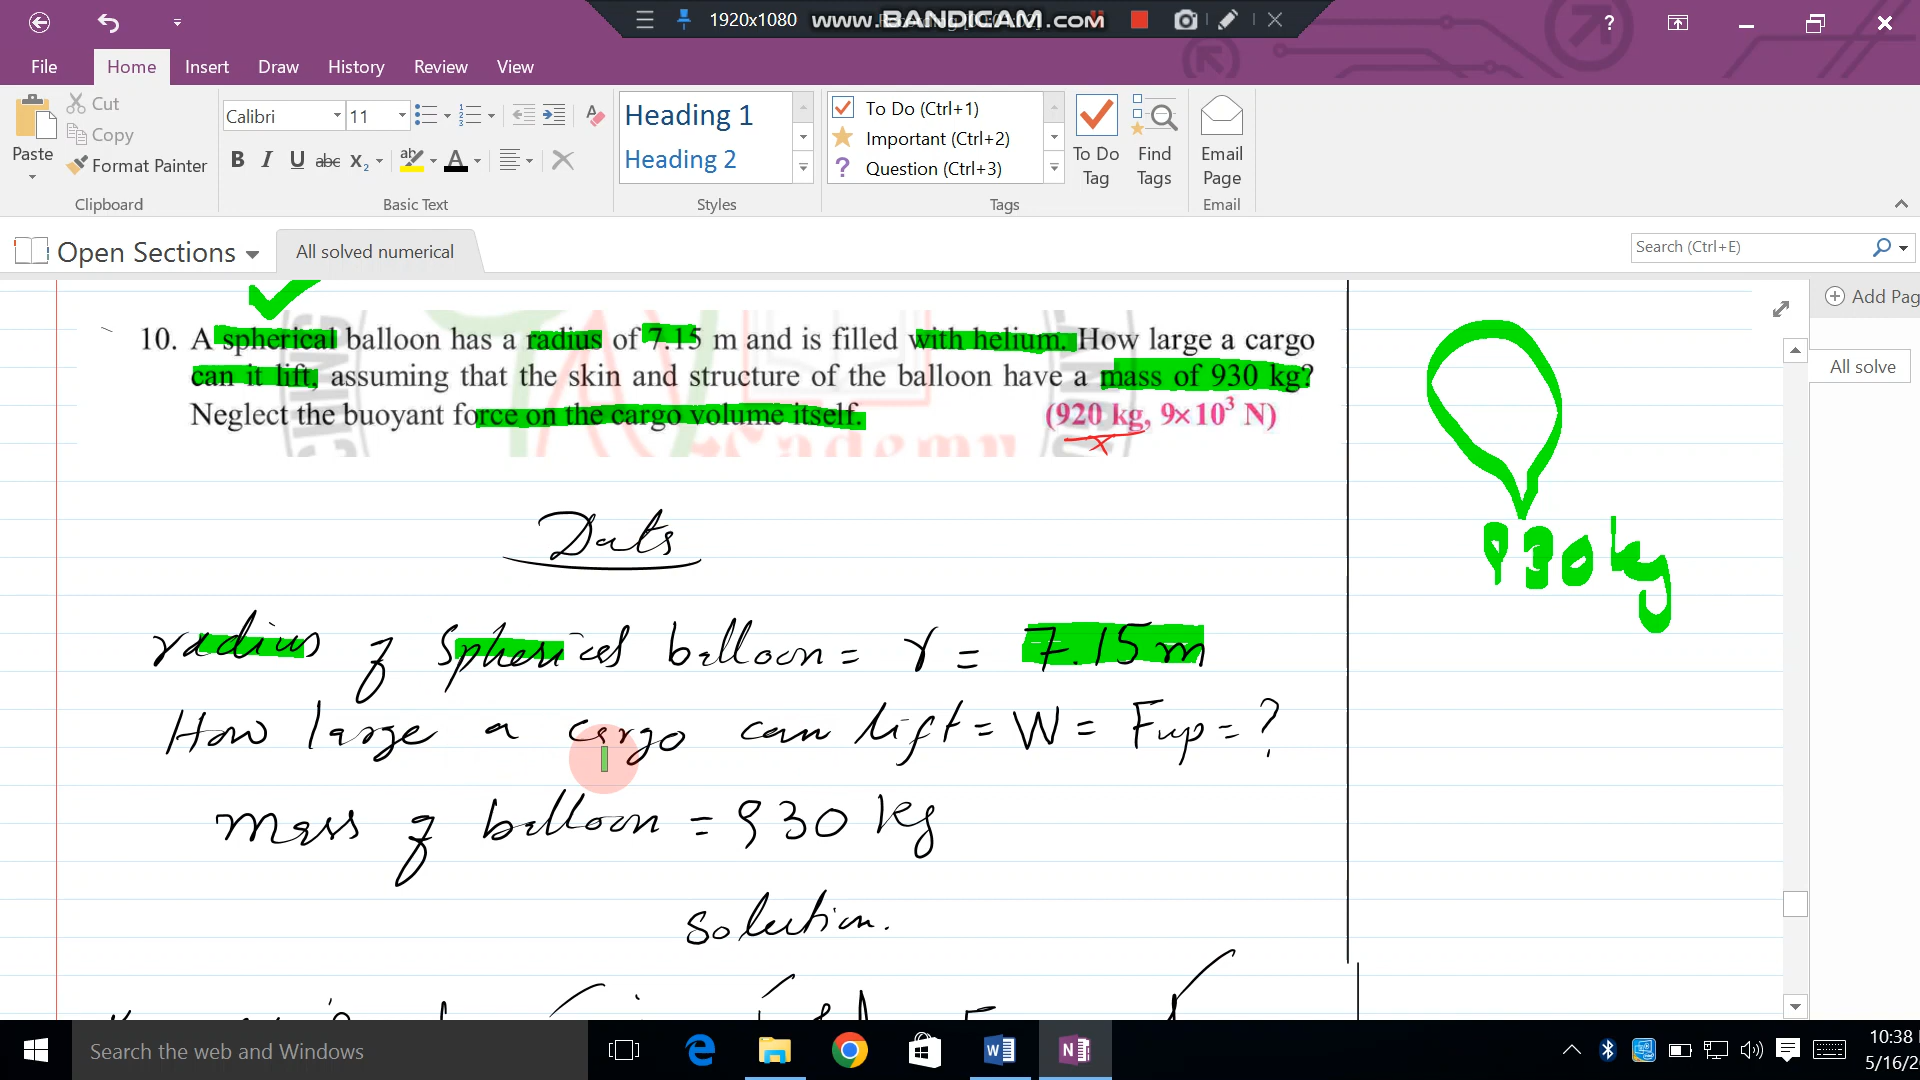 1920x1080 www.BANDICAM.com
File Home Insert Draw History Review View
Cut
Copy
Format Painter
Paste
Clipboard
Calibri 11
B I U abc X₂ A
Basic Text
Heading 1
Heading 2
Styles
To Do (Ctrl+1)
Important (Ctrl+2)
Question (Ctrl+3)
To Do Tag
Find Tags
Tags
Email Page
Email
Open Sections
All solved numerical
Search (Ctrl+E)
Add Pag
All solve
10. A spherical balloon has a radius of 7.15 m and is filled with helium. How large a cargo
can it lift, assuming that the skin and structure of the balloon have a mass of 930 kg?
Neglect the buoyant force on the cargo volume itself. (920 kg, 9×10³ N)
930 kg
Data
radius of spherical balloon = r = 7.15 m
How large a cargo can lift = W = Fup = ?
mass of balloon = 930 kg
solution.
Search the web and Windows
10:38
5/16/2